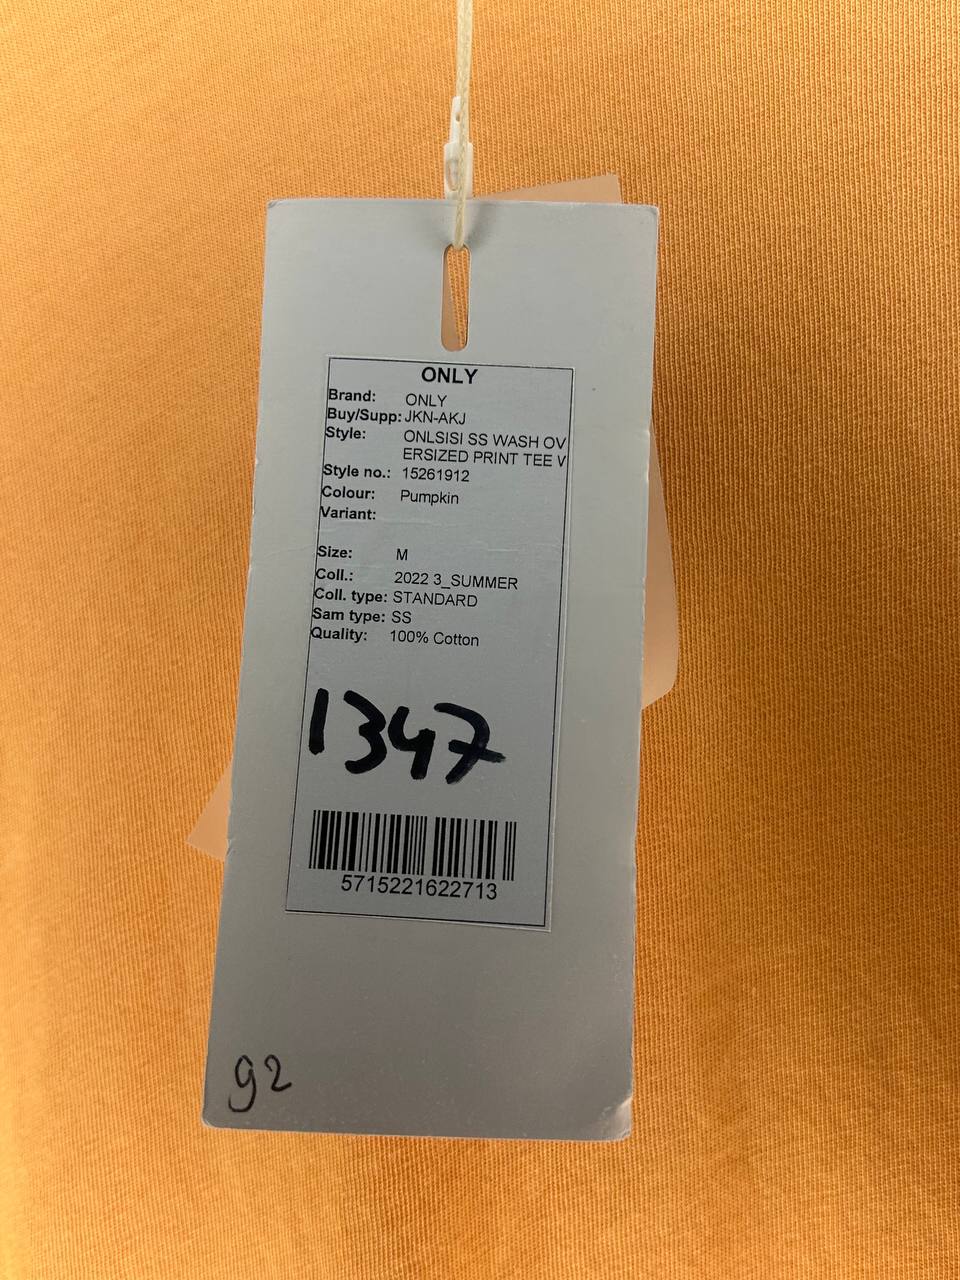 ONLY
Brand: ONLY
Buy/Supp: JKN-AKJ
Style: ONLSISI SS WASH OV
ERSIZED PRINT TEE V
Style no.: 15261912
Colour: Pumpkin
Variant:
Size: M
Coll.: 2022 3_SUMMER
Coll. type: STANDARD
Sam type: SS
Quality: 100% Cotton
1347
5715221622713
92